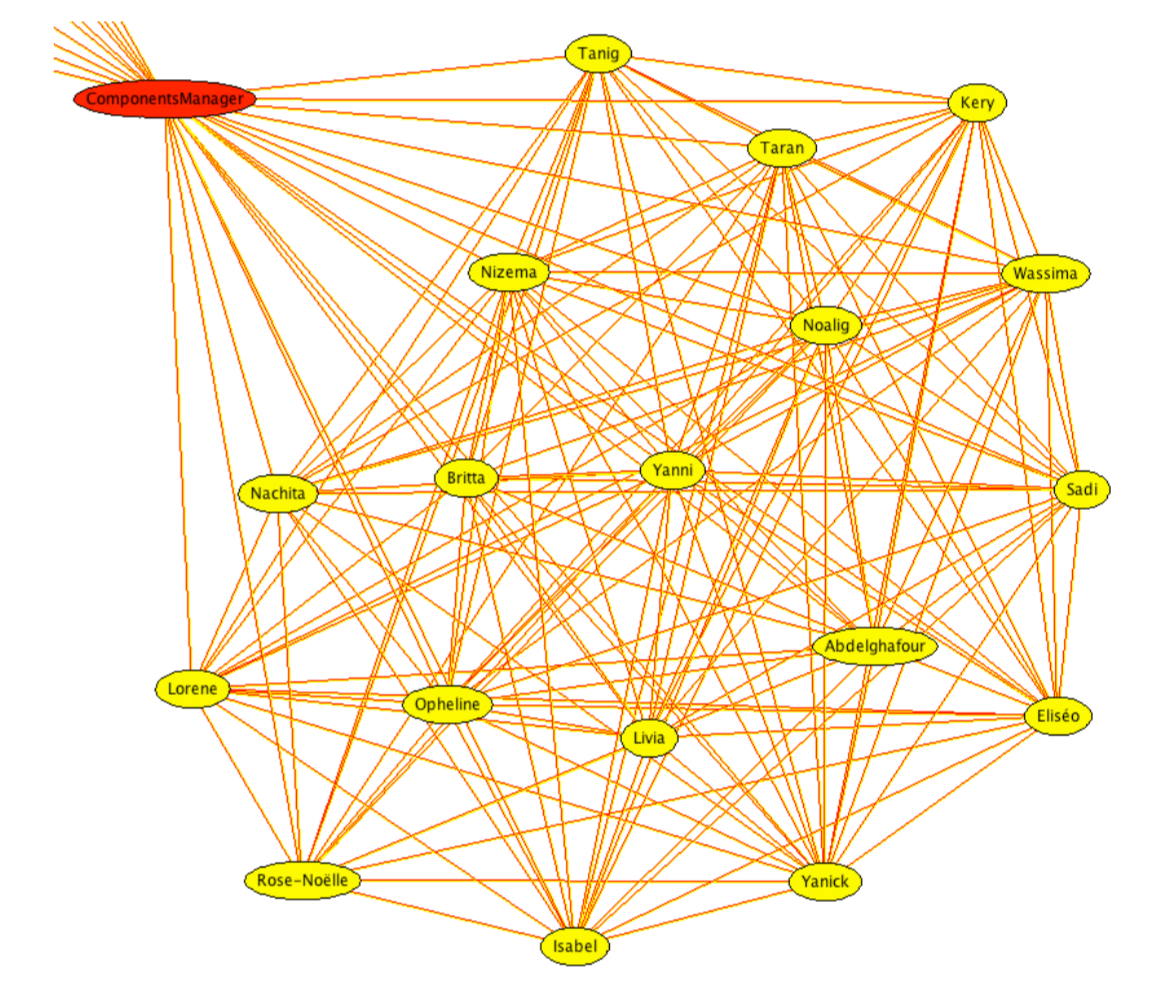 Tanig
ComponentsManager
Kery
Taran
Nizema
Wassima
Noalig
Yanni
Britta
Nachita
Sadi
Abdelghafour
Lorene
Opheline
Eliséo
Livia
Rose-Noëlle
Yanick
Isabel